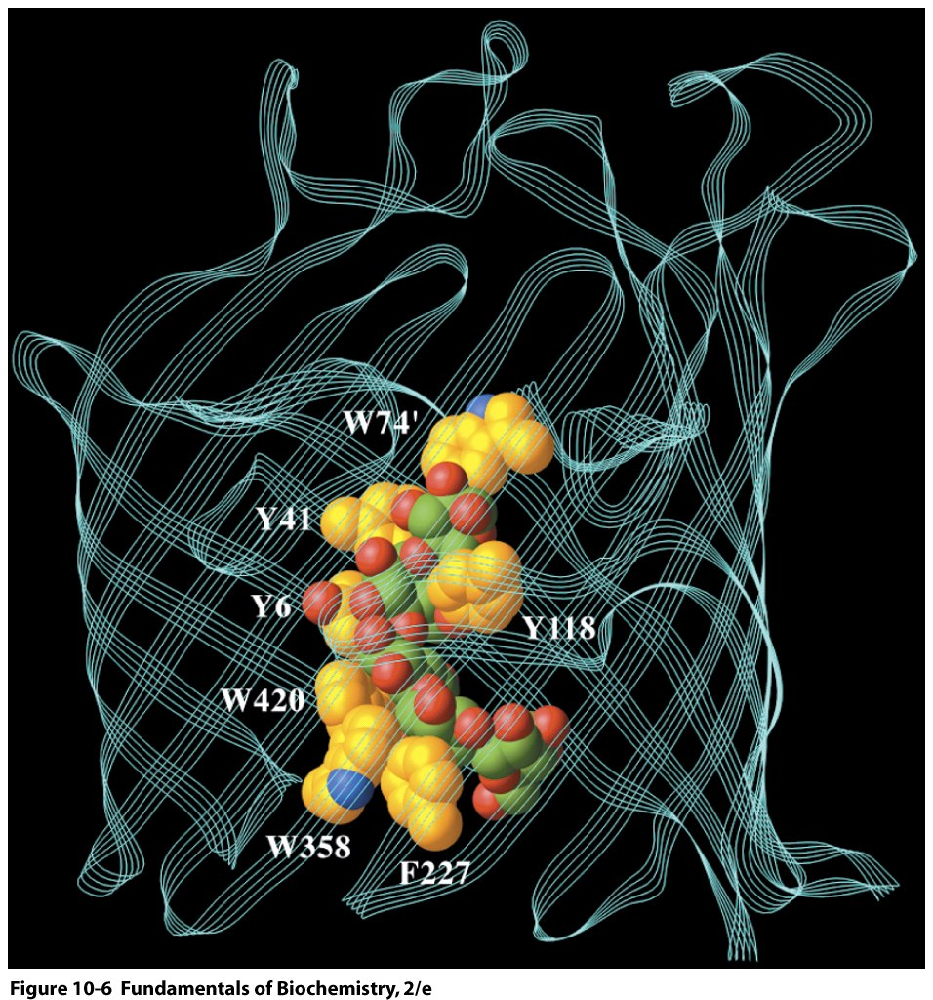 W74'
Y41
Y6
Y118
W420
W358
F227
Figure 10-6 Fundamentals of Biochemistry, 2/e